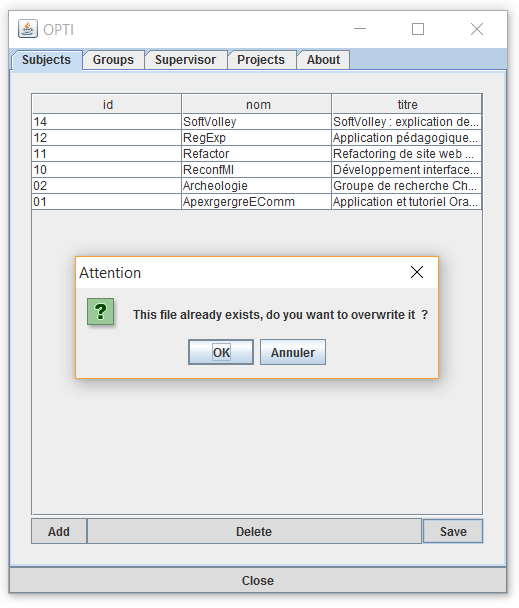 OPTI
Subjects Groups Supervisor Projects About
id nom titre
14 SoftVolley SoftVolley : explication de...
12 RegExp Application pédagogique...
11 Refactor Refactoring de site web ...
10 ReconfMI Développement interface...
02 Archeologie Groupe de recherche Ch...
01 ApexrgergreEComm Application et tutoriel Ora...
Attention
? This file already exists, do you want to overwrite it ?
OK Annuler
Add Delete Save
Close